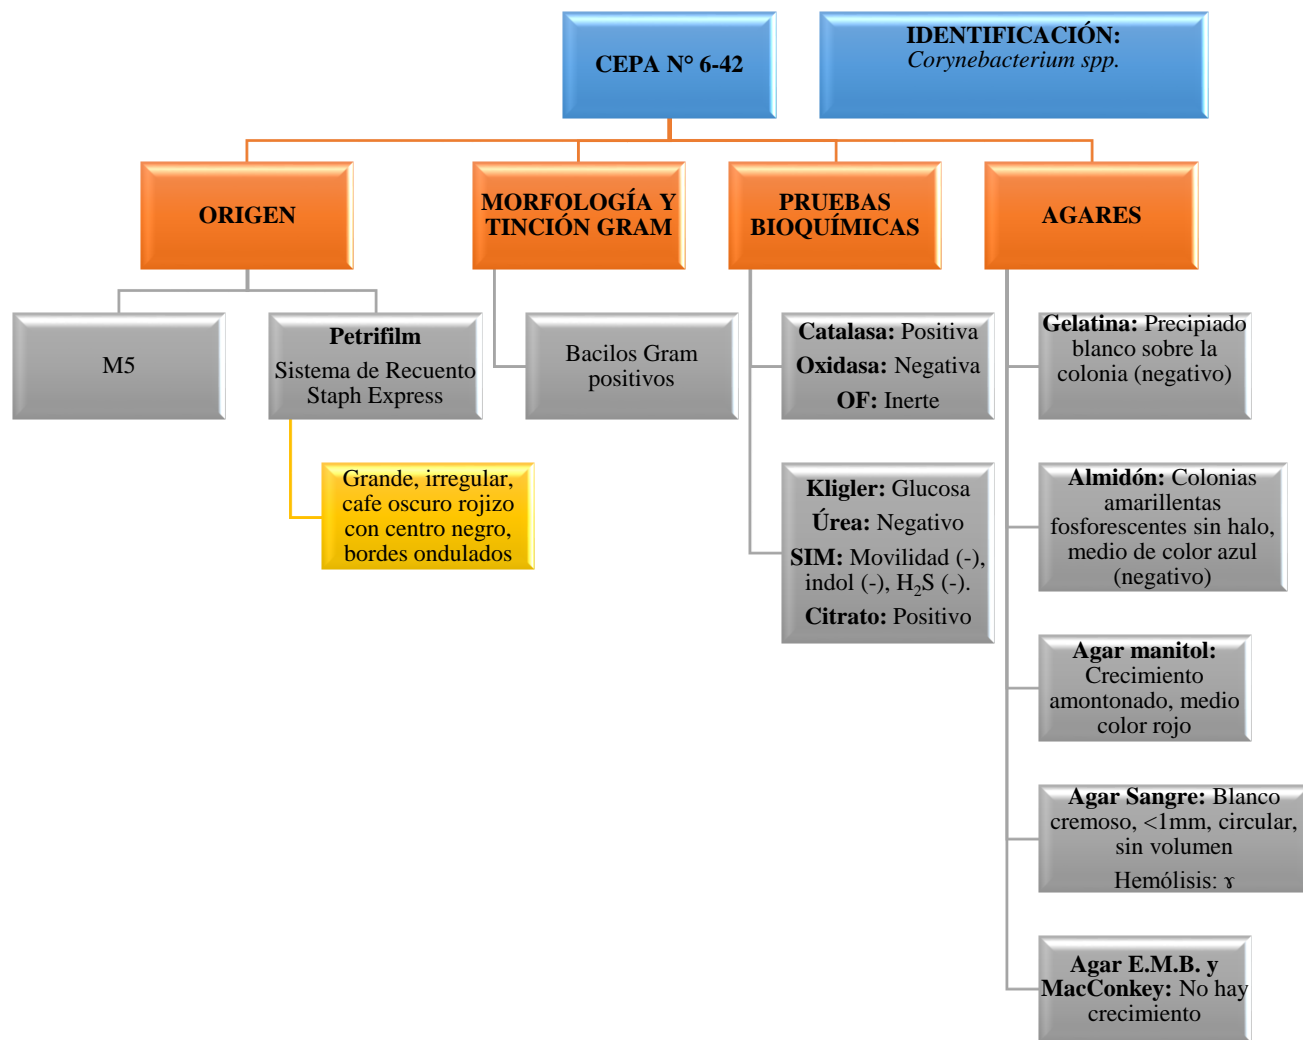 CEPA N° 6-42
IDENTIFICACIÓN:
Corynebacterium spp.
ORIGEN
MORFOLOGÍA Y
TINCIÓN GRAM
PRUEBAS
BIOQUÍMICAS
AGARES
M5
Petrifilm
Sistema de Recuento
Staph Express
Grande, irregular,
cafe oscuro rojizo
con centro negro,
bordes ondulados
Bacilos Gram
positivos
Catalasa: Positiva
Oxidasa: Negativa
OF: Inerte
Kligler: Glucosa
Úrea: Negativo
SIM: Movilidad (-),
indol (-), H₂S (-).
Citrato: Positivo
Gelatina: Precipiado
blanco sobre la
colonia (negativo)
Almidón: Colonias
amarillentas
fosforescentes sin halo,
medio de color azul
(negativo)
Agar manitol:
Crecimiento
amontonado, medio
color rojo
Agar Sangre: Blanco
cremoso, <1mm, circular,
sin volumen
Hemólisis: ɤ
Agar E.M.B. y
MacConkey: No hay
crecimiento